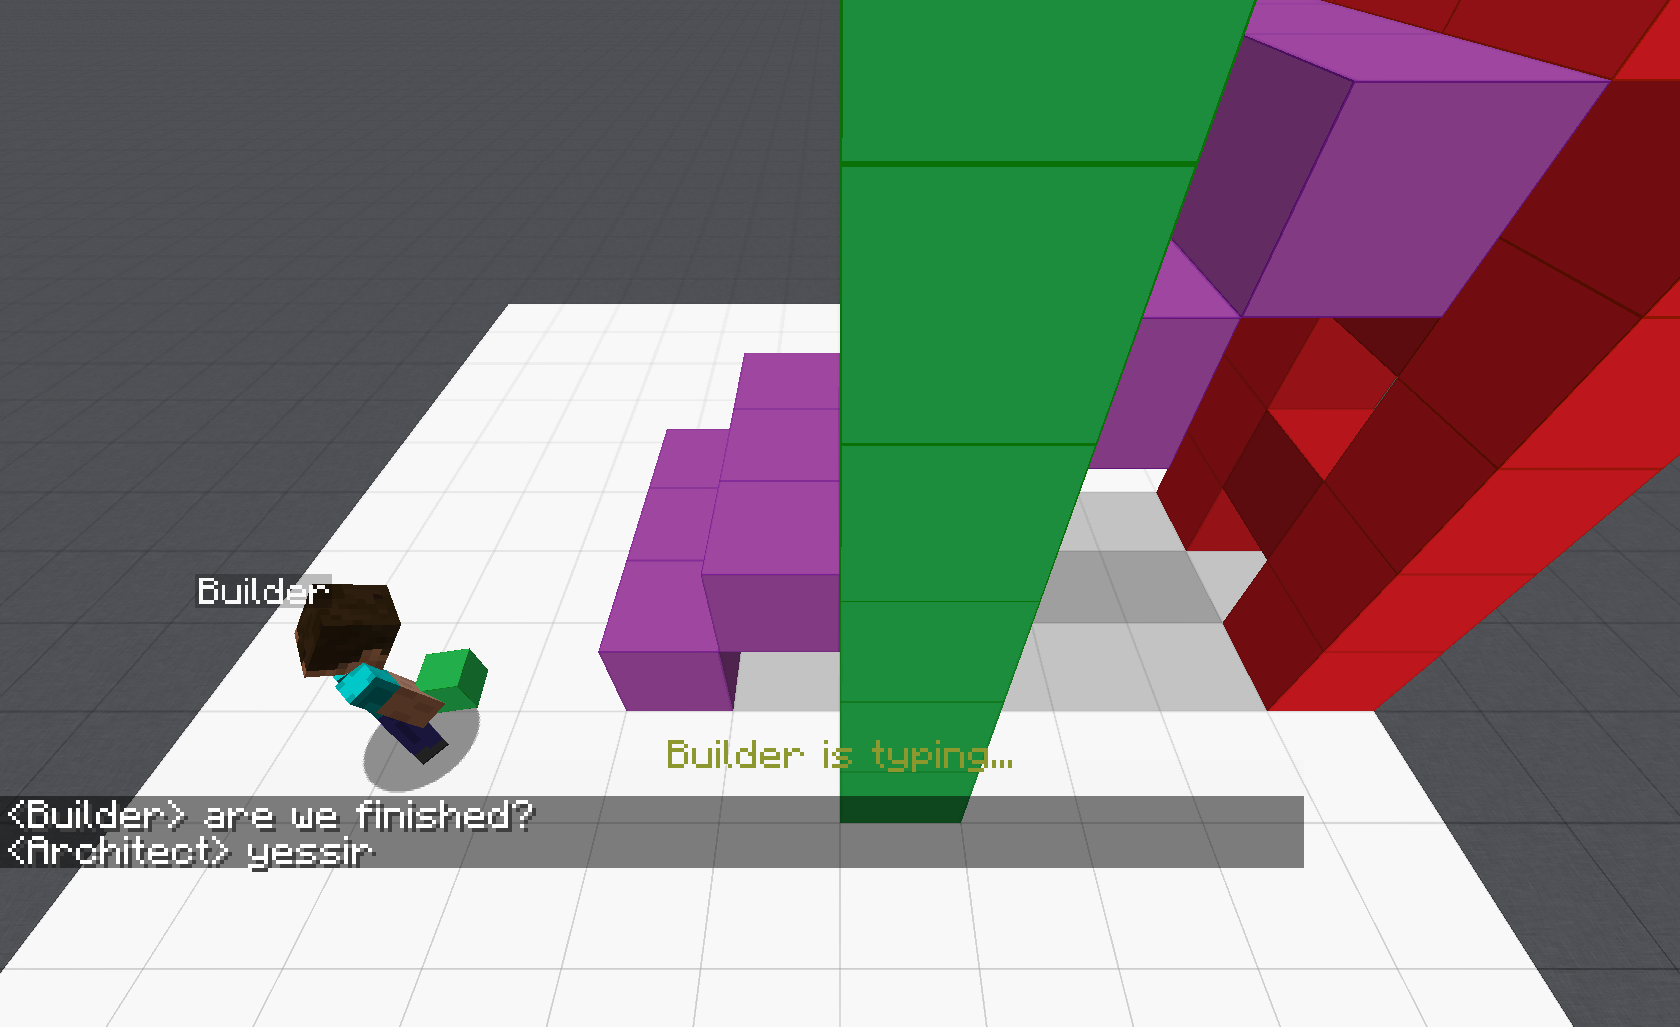 Builder
Builder is typing...
<Builder> are we finished?
<Architect> yessir